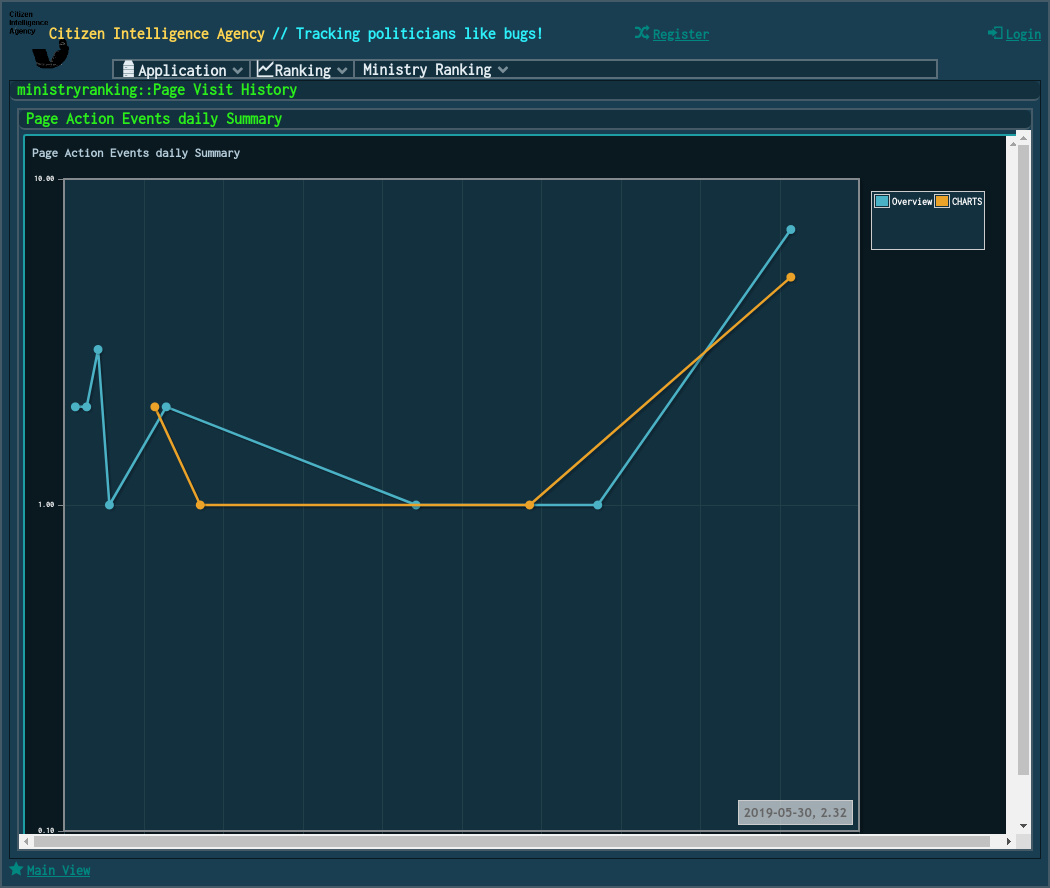 Citizen
Intelligence
Agency
Citizen Intelligence Agency // Tracking politicians like bugs!
Register
Login
Application
Ranking
Ministry Ranking
ministryranking::Page Visit History
Page Action Events daily Summary
Page Action Events daily Summary
10.00
Overview
CHARTS
1.00
0.10
2019-05-30, 2.32
Main View